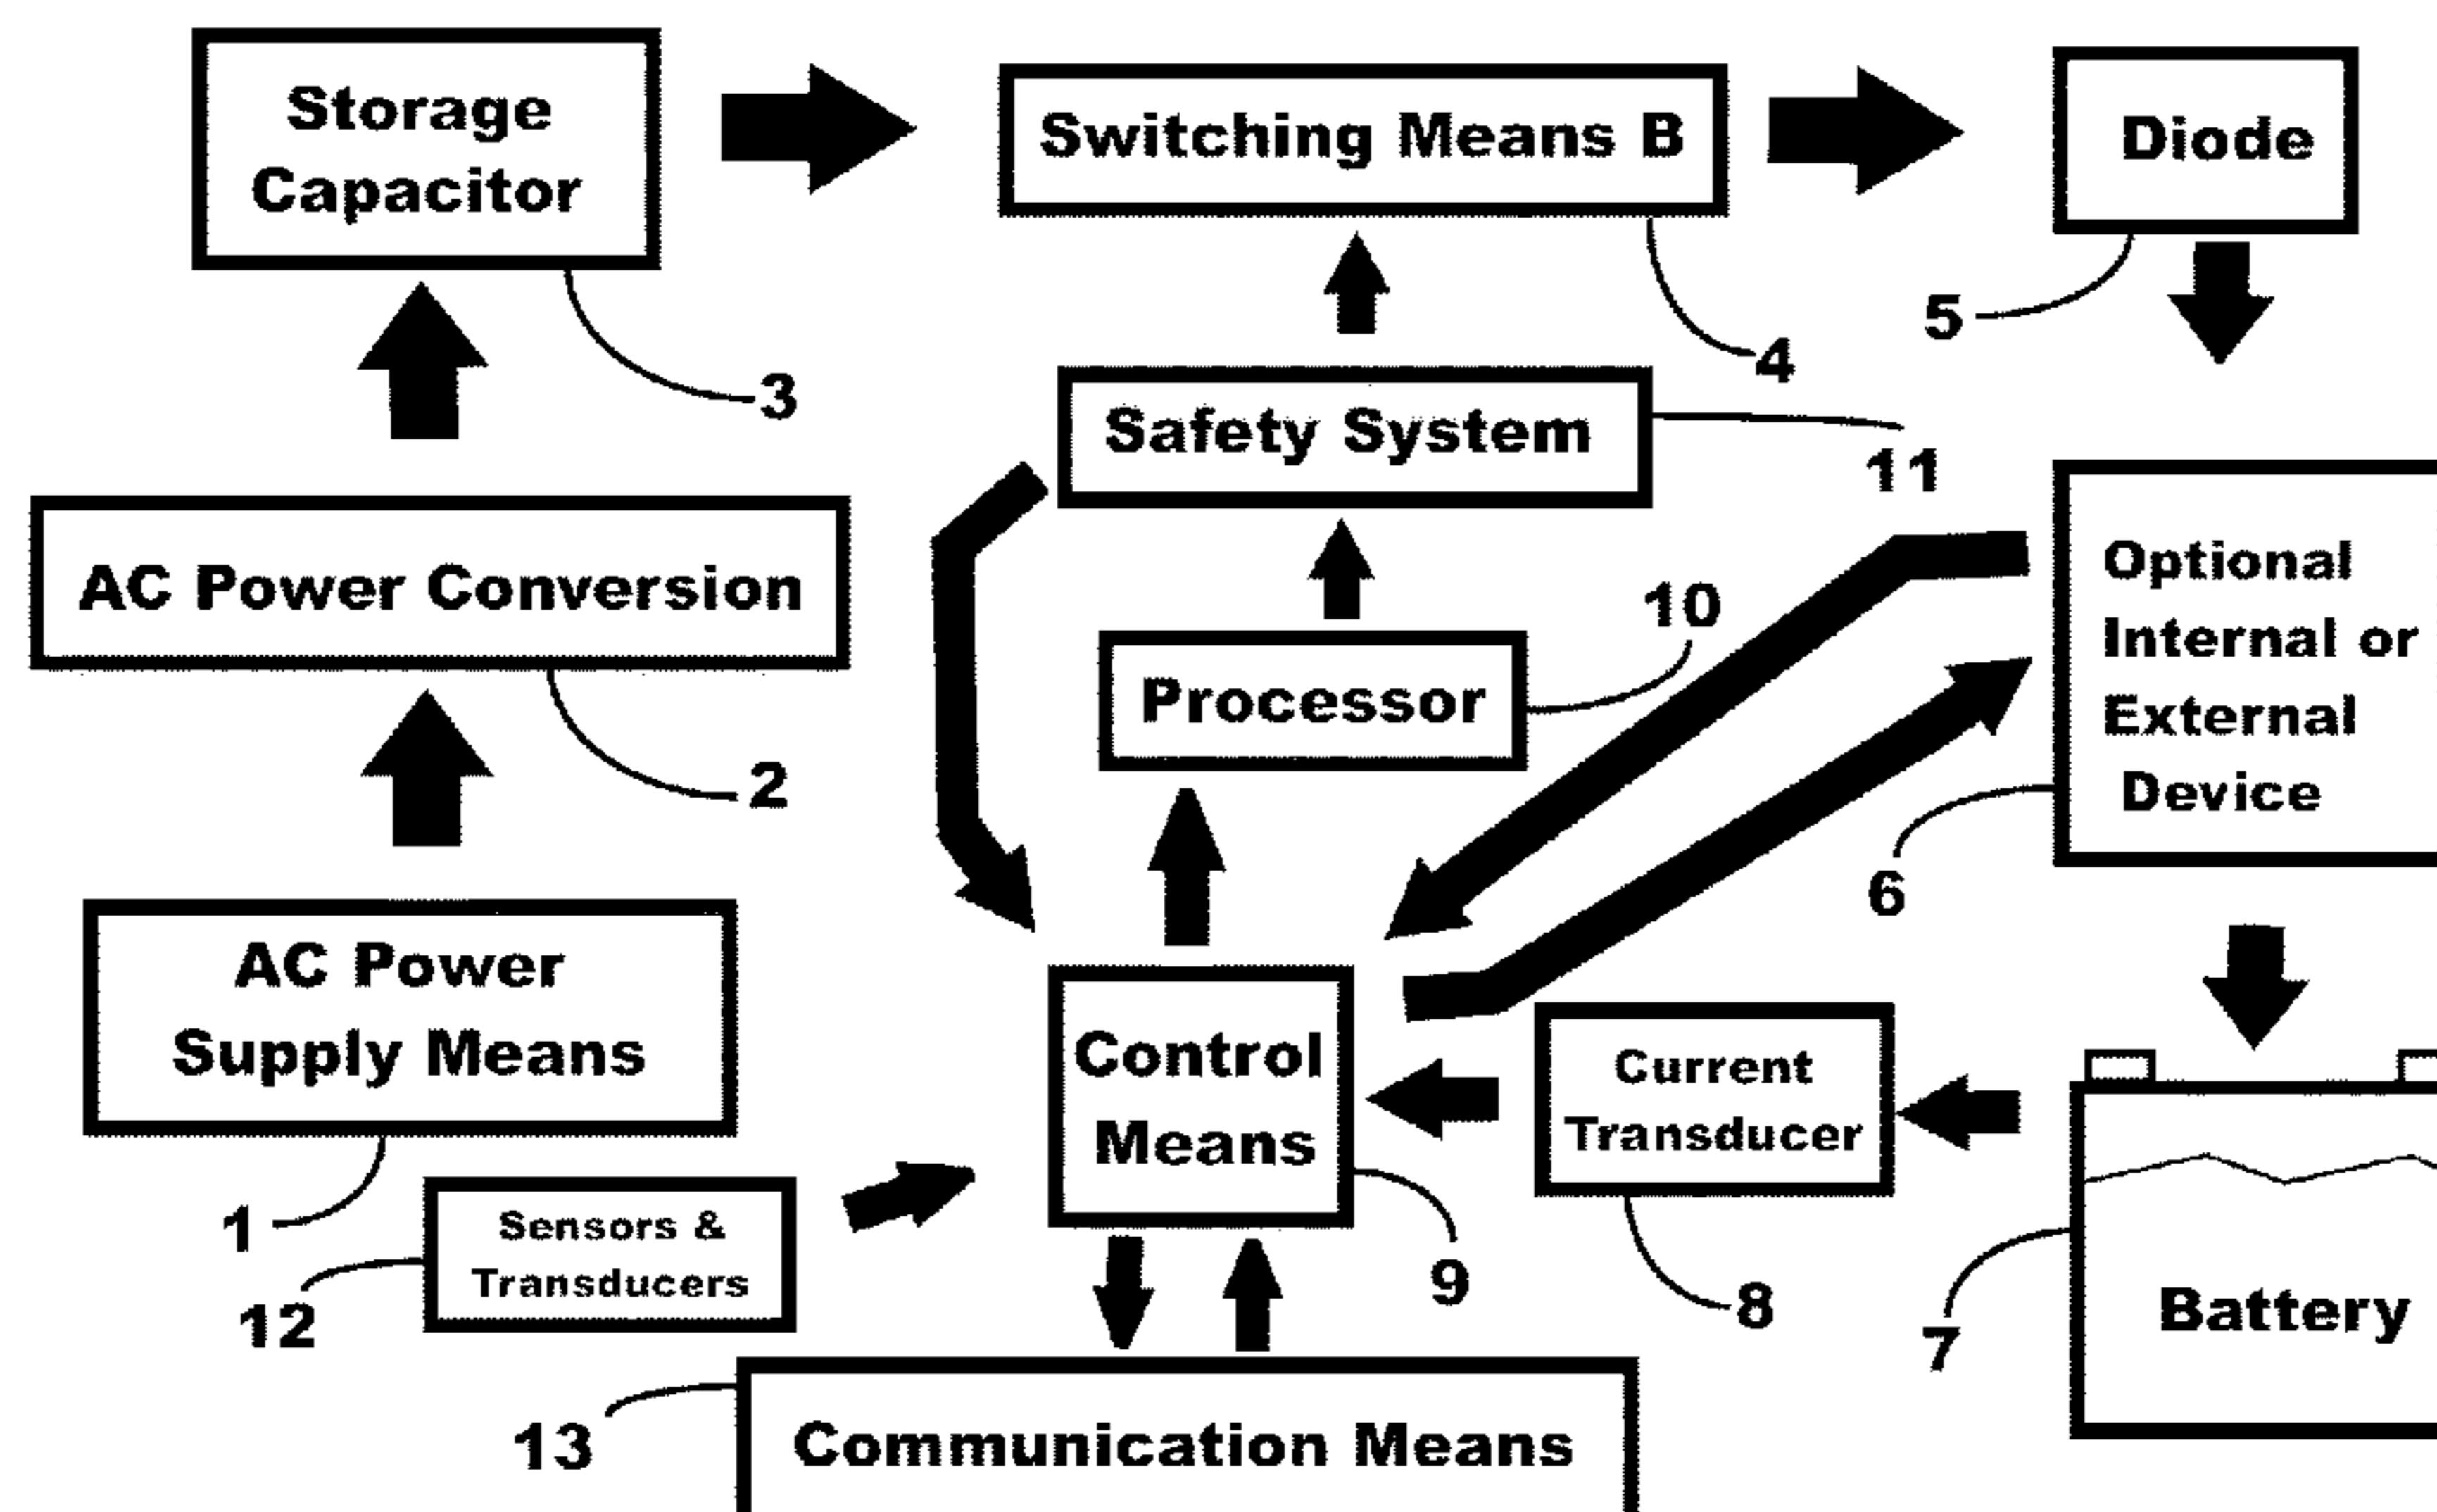 Storage
Capacitor
Switching Means B
Diode
5
4
3
Safety System
11
AC Power Conversion
Optional
Internal or
External
Device
10
Processor
2
6
AC Power
Supply Means
Control
Means
Current
Transducer
1
Sensors &
Transducers
12
9
8
7
Battery
13
Communication Means